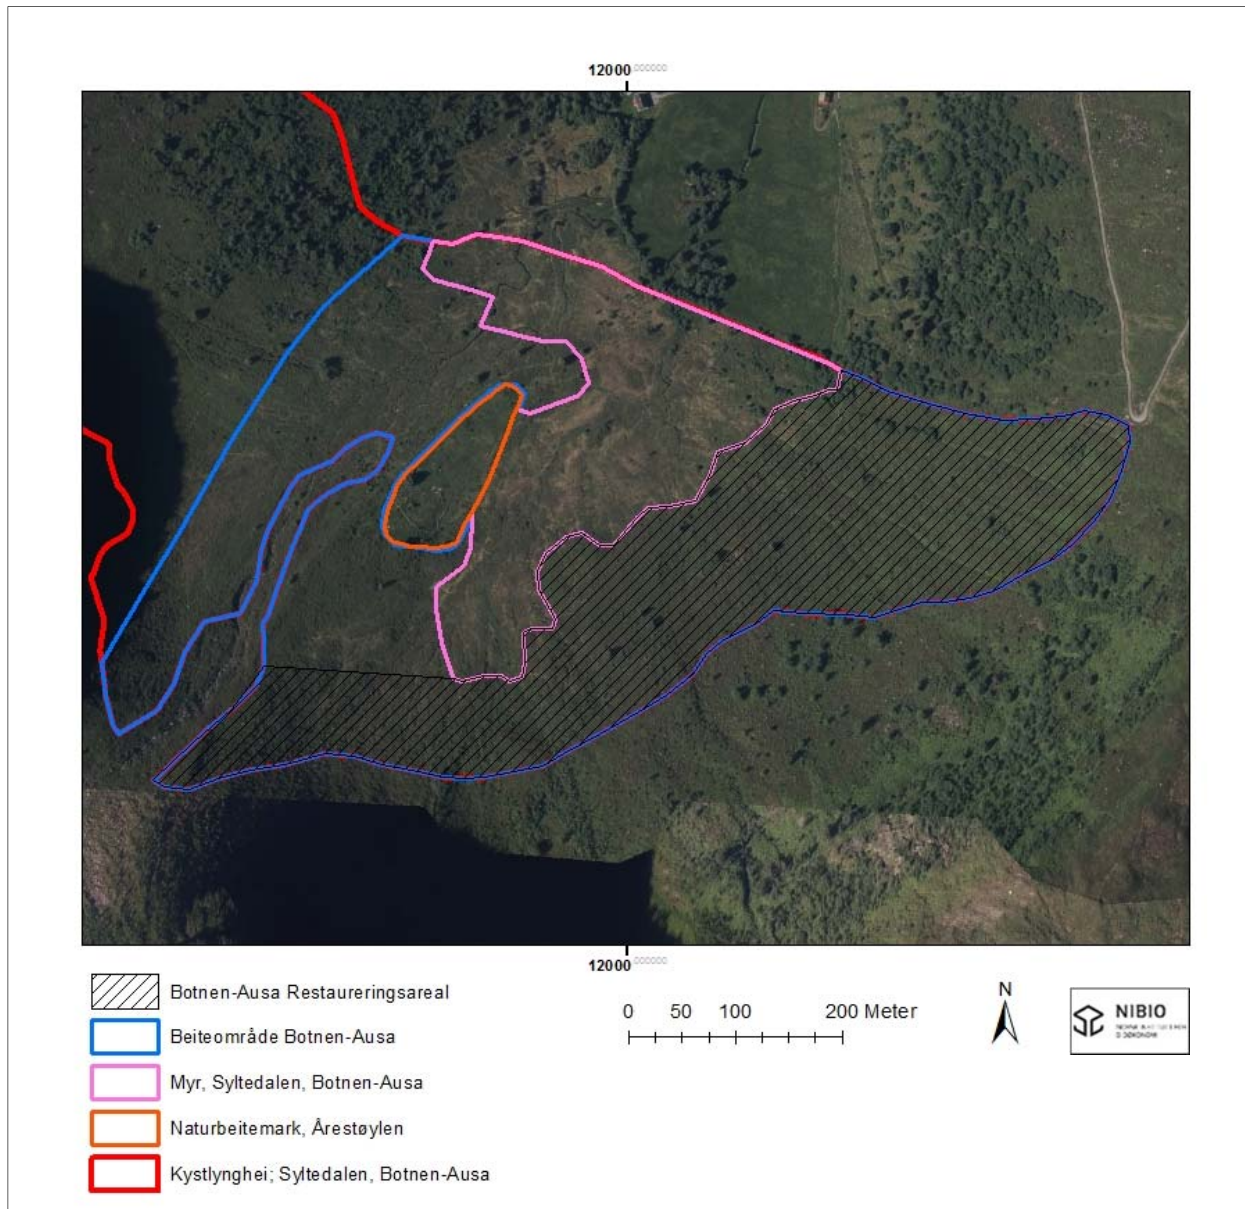 12000
12000
Botnen-Ausa Restaureringsareal
Beiteområde Botnen-Ausa
Myr, Syltedalen, Botnen-Ausa
Naturbeitemark, Årestøylen
Kystlynghei; Syltedalen, Botnen-Ausa
0 50 100 200 Meter
N
NIBIO